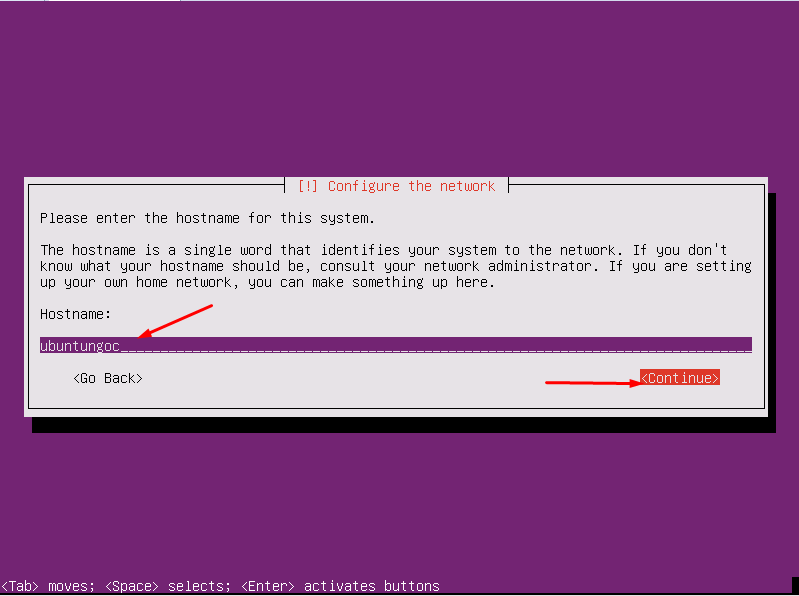 [!] Configure the network
Please enter the hostname for this system.
The hostname is a single word that identifies your system to the network. If you don't
know what your hostname should be, consult your network administrator. If you are setting
up your own home network, you can make something up here.
Hostname:
ubuntungoc
<Go Back> <Continue>
<Tab> moves; <Space> selects; <Enter> activates buttons